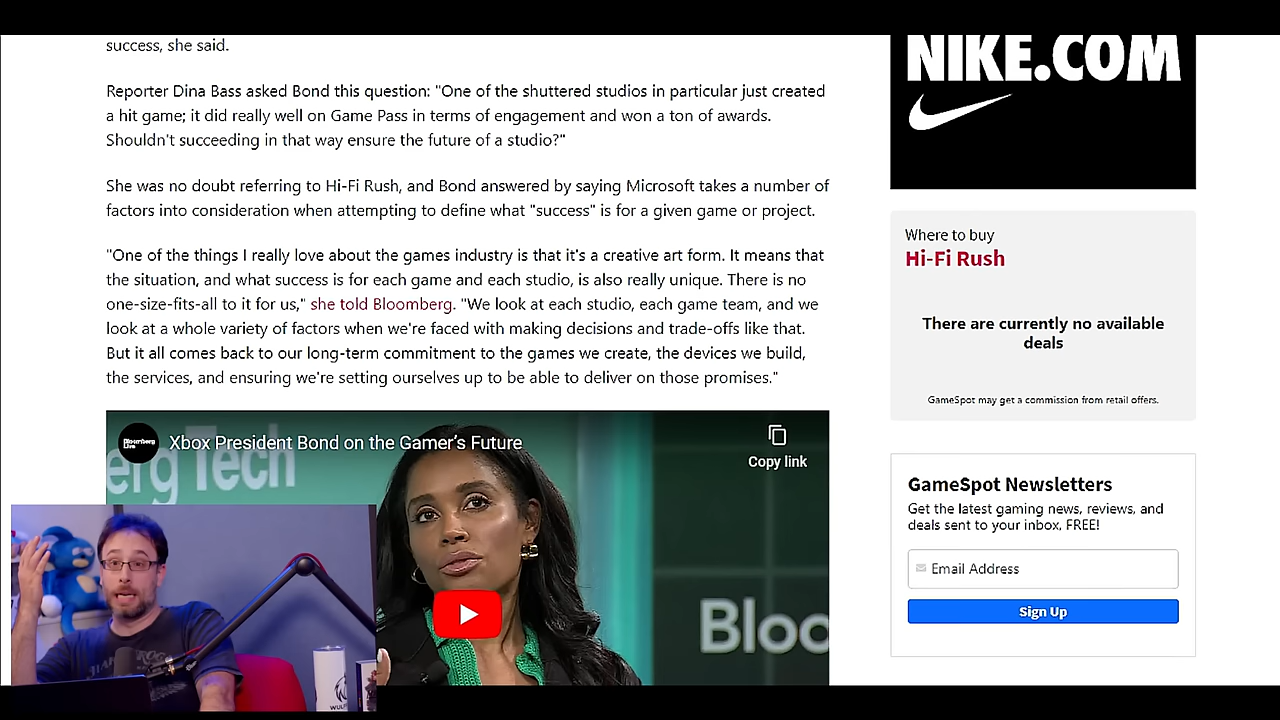 success, she said.
Reporter Dina Bass asked Bond this question: "One of the shuttered studios in particular just created
a hit game; it did really well on Game Pass in terms of engagement and won a ton of awards.
Shouldn't succeeding in that way ensure the future of a studio?"
She was no doubt referring to Hi-Fi Rush, and Bond answered by saying Microsoft takes a number of
factors into consideration when attempting to define what "success" is for a given game or project.
"One of the things I really love about the games industry is that it's a creative art form. It means that
the situation, and what success is for each game and each studio, is also really unique. There is no
one-size-fits-all to it for us," she told Bloomberg. "We look at each studio, each game team, and we
look at a whole variety of factors when we're faced with making decisions and trade-offs like that.
But it all comes back to our long-term commitment to the games we create, the devices we build,
the services, and ensuring we're setting ourselves up to be able to deliver on those promises."
Bloomberg
Live
Xbox President Bond on the Gamer's Future
Copy link
erg Tech
Bloo
NIKE.COM
Where to buy
Hi-Fi Rush
There are currently no available
deals
GameSpot may get a commission from retail offers.
GameSpot Newsletters
Get the latest gaming news, reviews, and
deals sent to your inbox, FREE!
Email Address
Sign Up